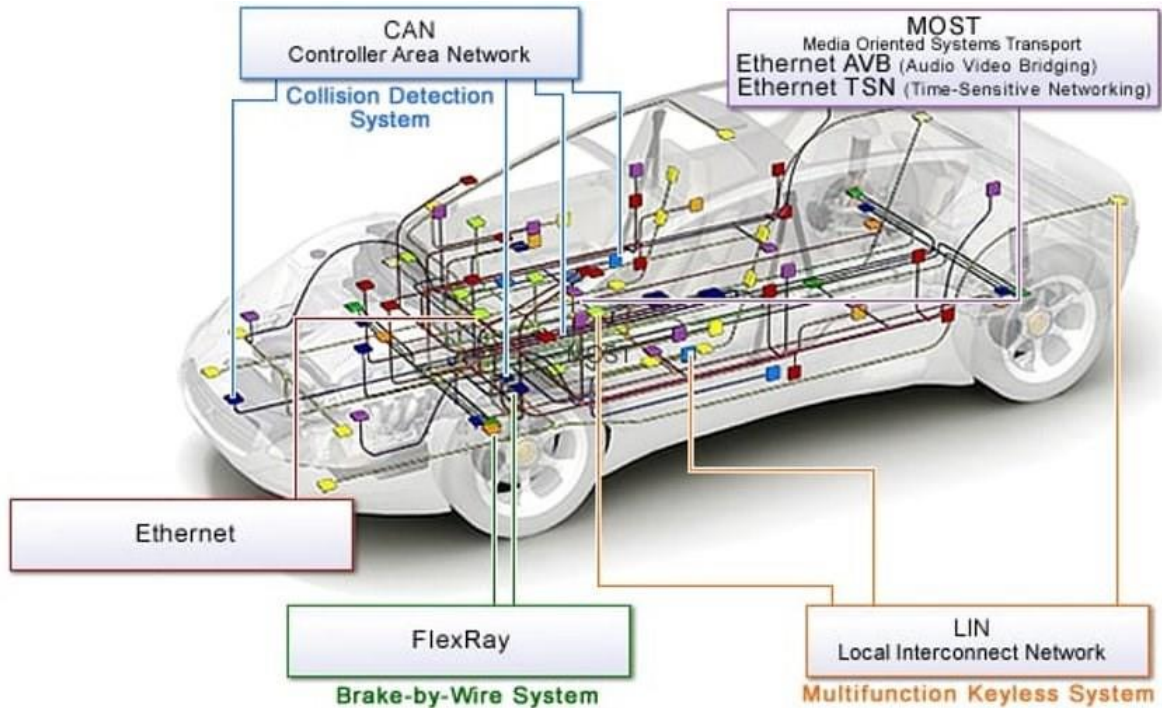 CAN
Controller Area Network
Collision Detection
System
MOST
Media Oriented Systems Transport
Ethernet AVB (Audio Video Bridging)
Ethernet TSN (Time-Sensitive Networking)
MOST
Ethernet
FlexRay
Brake-by-Wire System
LIN
Local Interconnect Network
Multifunction Keyless System